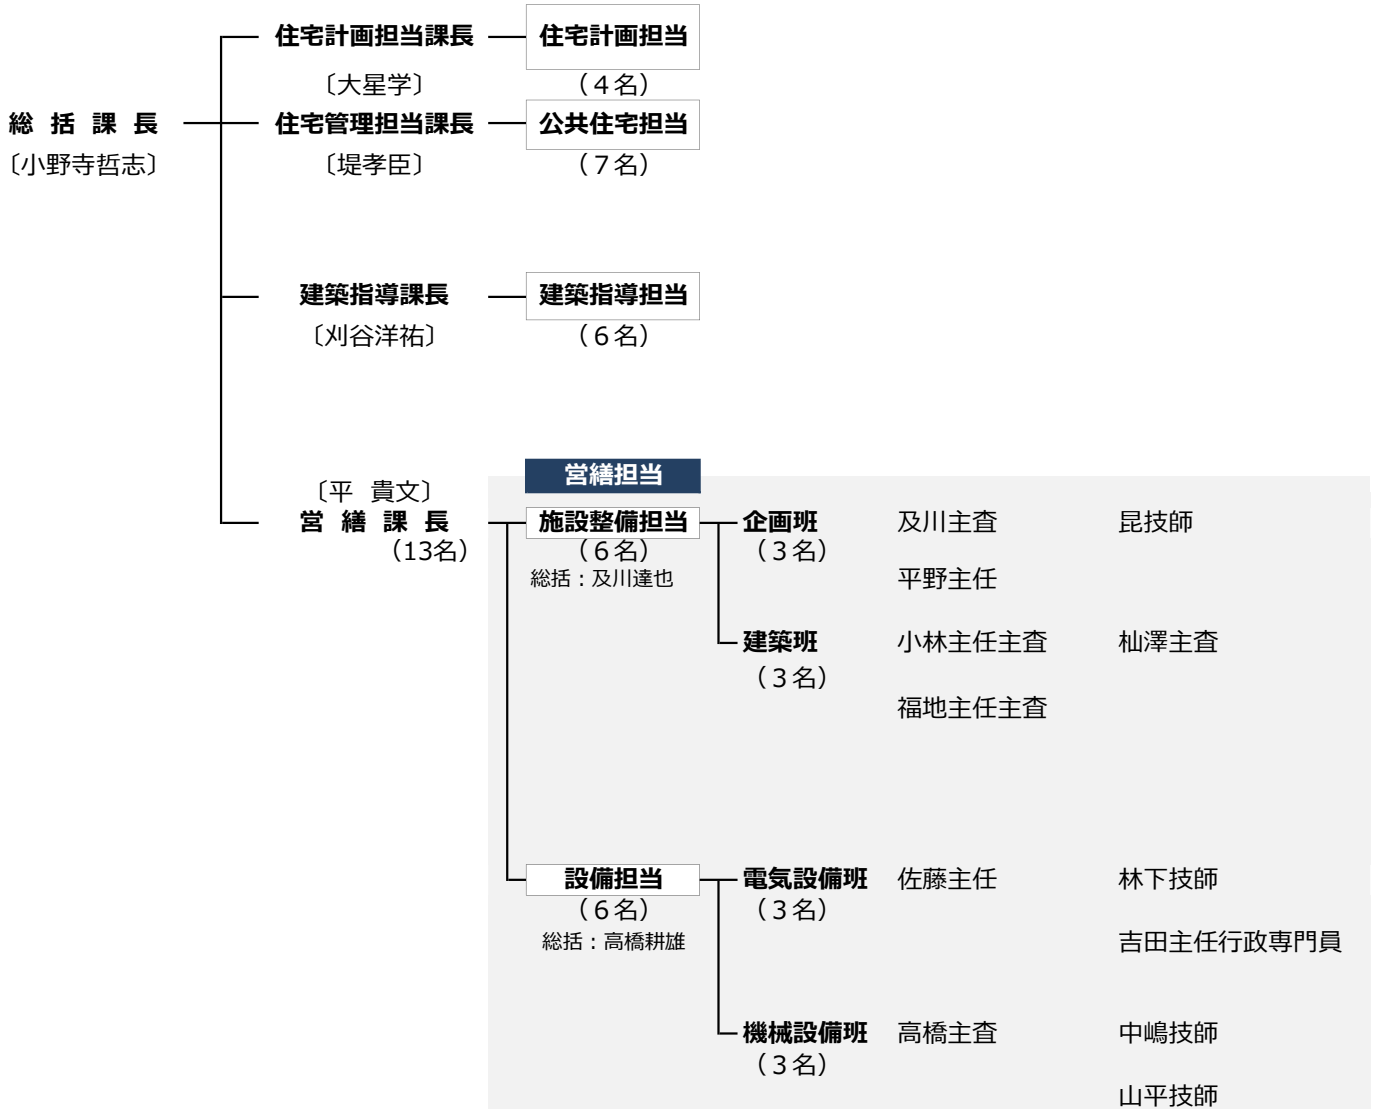 住宅計画担当課長 住宅計画担当
〔大星学〕 （４名）
総 括 課 長 住宅管理担当課長 公共住宅担当
〔小野寺哲志〕 〔堤孝臣〕 （７名）
建築指導課長 建築指導担当
〔刈谷洋祐〕 （６名）
営繕担当
〔平 貴文〕
営 繕 課 長 施設整備担当 企画班 及川主査 昆技師
（13名） （６名） （３名）
総括：及川達也 平野主任
建築班 小林主任主査 杣澤主査
（３名）
福地主任主査
設備担当 電気設備班 佐藤主任 林下技師
（６名） （３名）
総括：高橋耕雄 吉田主任行政専門員
機械設備班 高橋主査 中嶋技師
（３名）
山平技師